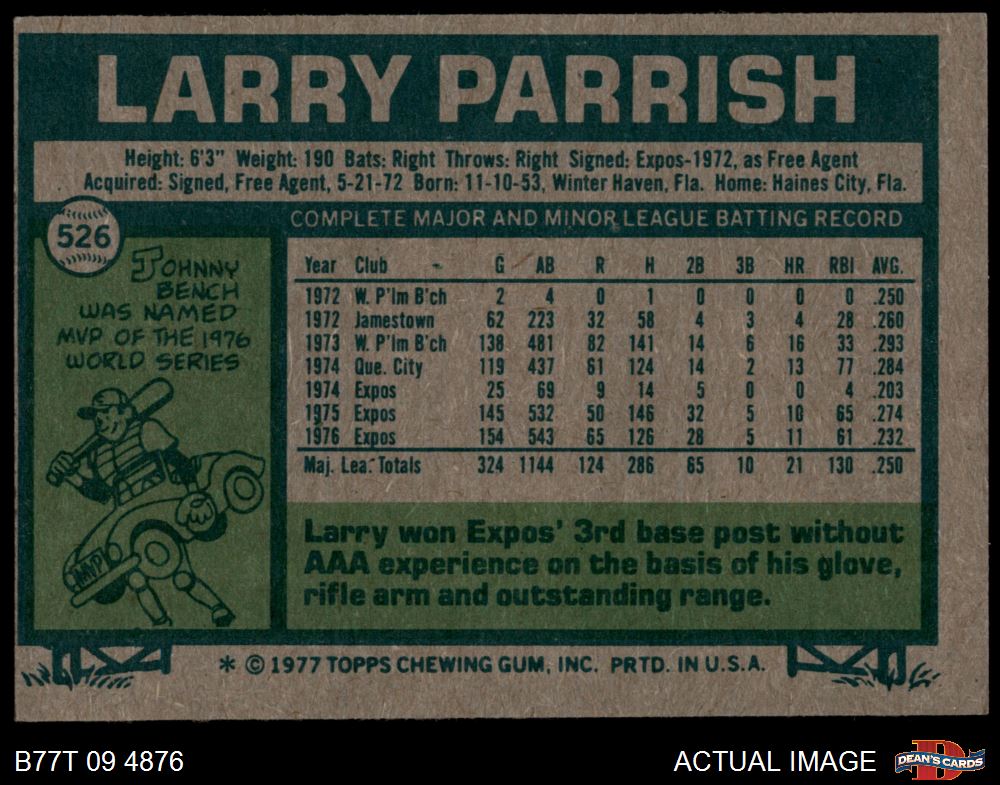 LARRY PARRISH
Height: 6'3" Weight: 190 Bats: Right Throws: Right Signed: Expos-1972, as Free Agent
Acquired: Signed, Free Agent, 5-21-72 Born: 11-10-53, Winter Haven, Fla. Home: Haines City, Fla.
526
JOHNNY
BENCH
WAS NAMED
MVP OF THE 1976
WORLD SERIES
MVP
COMPLETE MAJOR AND MINOR LEAGUE BATTING RECORD
Year Club G AB R H 2B 3B HR RBI AVG.
1972 W. P'lm B'ch 2 4 0 1 0 0 0 0 .250
1972 Jamestown 62 223 32 58 4 3 4 28 .260
1973 W. P'lm B'ch 138 481 82 141 14 6 16 33 .293
1974 Que. City 119 437 61 124 14 2 13 77 .284
1974 Expos 25 69 9 14 5 0 0 4 .203
1975 Expos 145 532 50 146 32 5 10 65 .274
1976 Expos 154 543 65 126 28 5 11 61 .232
Maj. Lea. Totals 324 1144 124 286 65 10 21 130 .250
Larry won Expos' 3rd base post without
AAA experience on the basis of his glove,
rifle arm and outstanding range.
* © 1977 TOPPS CHEWING GUM, INC. PRTD. IN U.S.A.
B77T 09 4876
ACTUAL IMAGE
D
DEAN'S CARDS